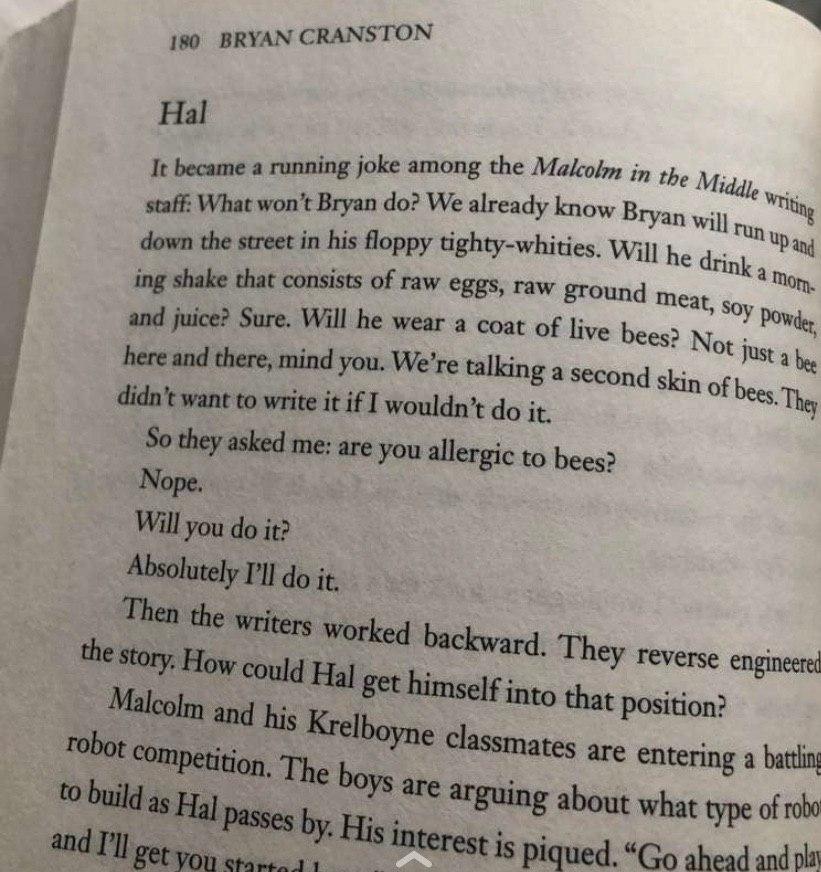 180 BRYAN CRANSTON
Hal
It became a running joke among the Malcolm in the Middle writing
staff: What won't Bryan do? We already know Bryan will run up and
down the street in his floppy tighty-whities. Will he drink a morn-
ing shake that consists of raw eggs, raw ground meat, soy powder,
and juice? Sure. Will he wear a coat of live bees? Not just a bee
here and there, mind you. We're talking a second skin of bees. They
didn't want to write it if I wouldn't do it.
So they asked me: are you allergic to bees?
Nope.
Will you do it?
Absolutely I'll do it.
Then the writers worked backward. They reverse engineered
the story. How could Hal get himself into that position?
Malcolm and his Krelboyne classmates are entering a battling
robot competition. The boys are arguing about what type of robo
to build as Hal passes by. His interest is piqued. “Go ahead and play
and I'll get you started